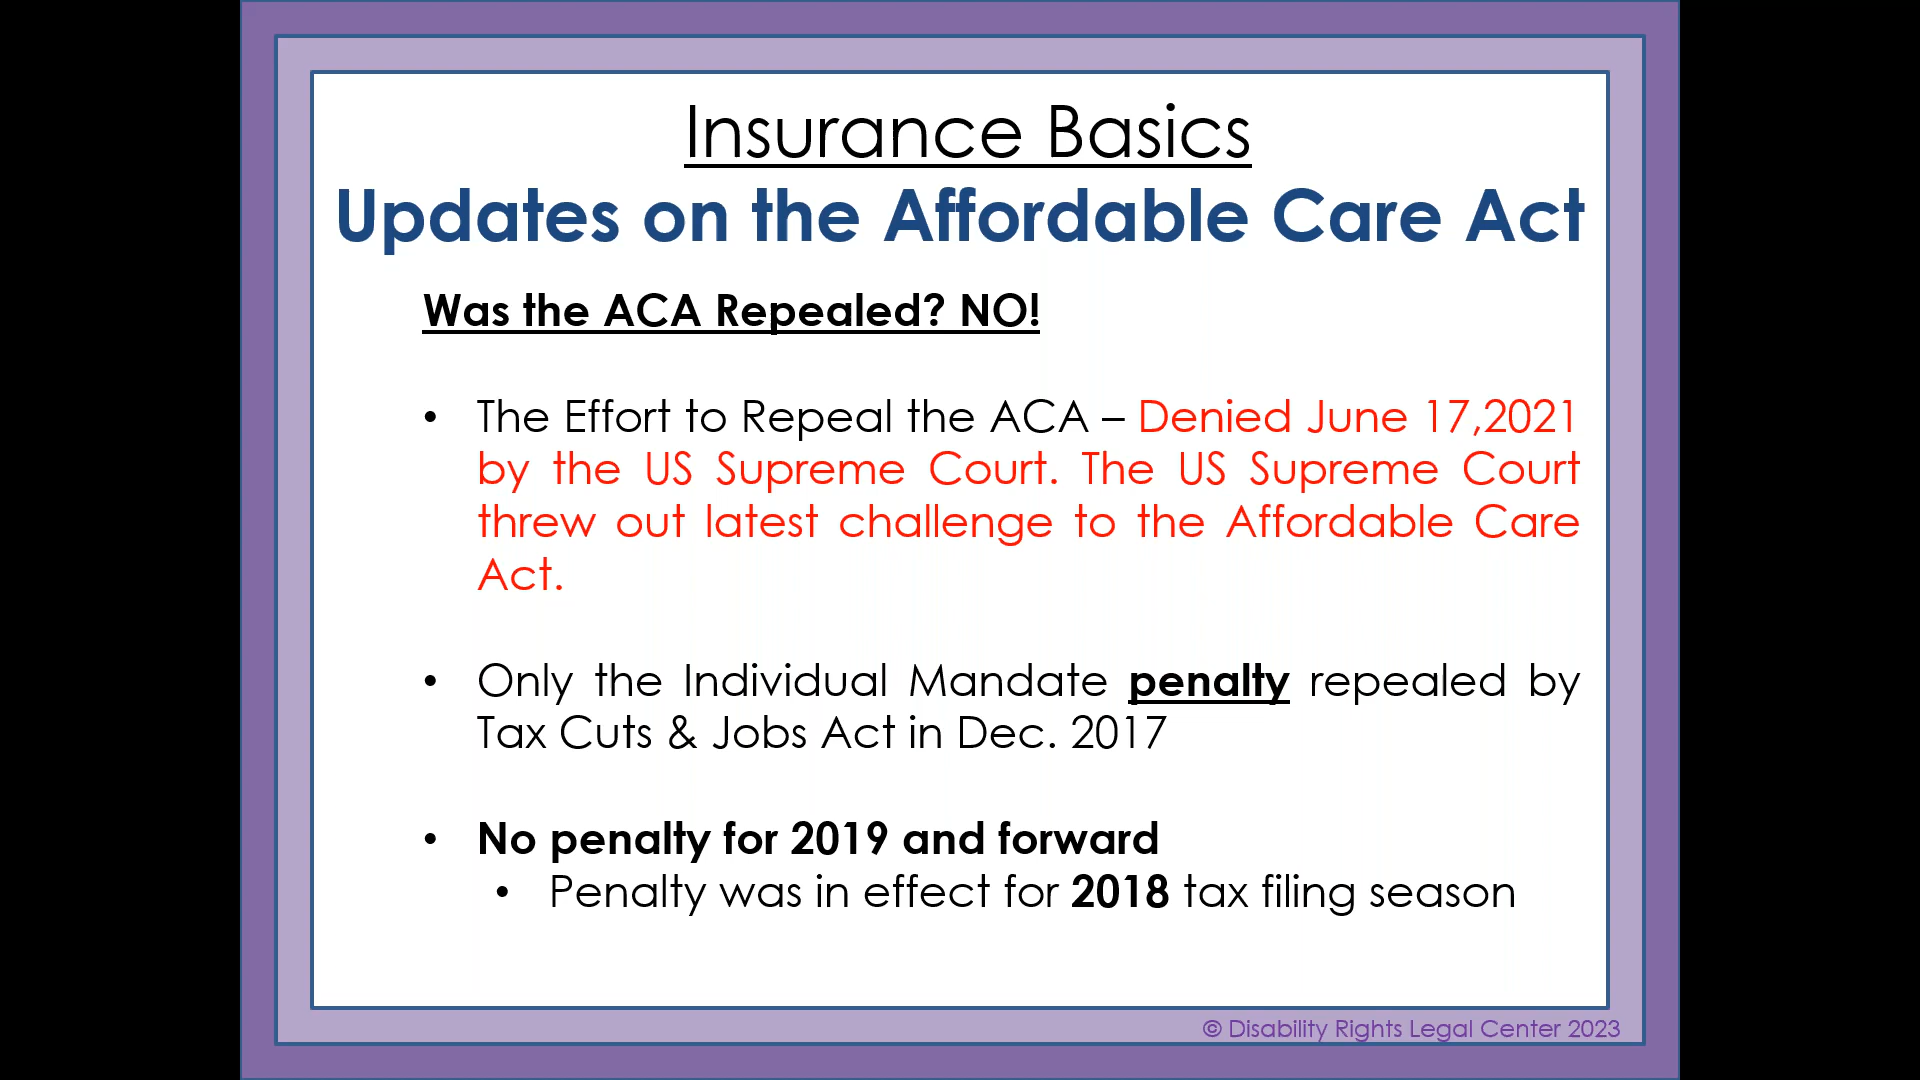 Insurance Basics
Updates on the Affordable Care Act
Was the ACA Repealed? NO!
• The Effort to Repeal the ACA – Denied June 17,2021
by the US Supreme Court. The US Supreme Court
threw out latest challenge to the Affordable Care
Act.
• Only the Individual Mandate penalty repealed by
Tax Cuts & Jobs Act in Dec. 2017
• No penalty for 2019 and forward
• Penalty was in effect for 2018 tax filing season
© Disability Rights Legal Center 2023